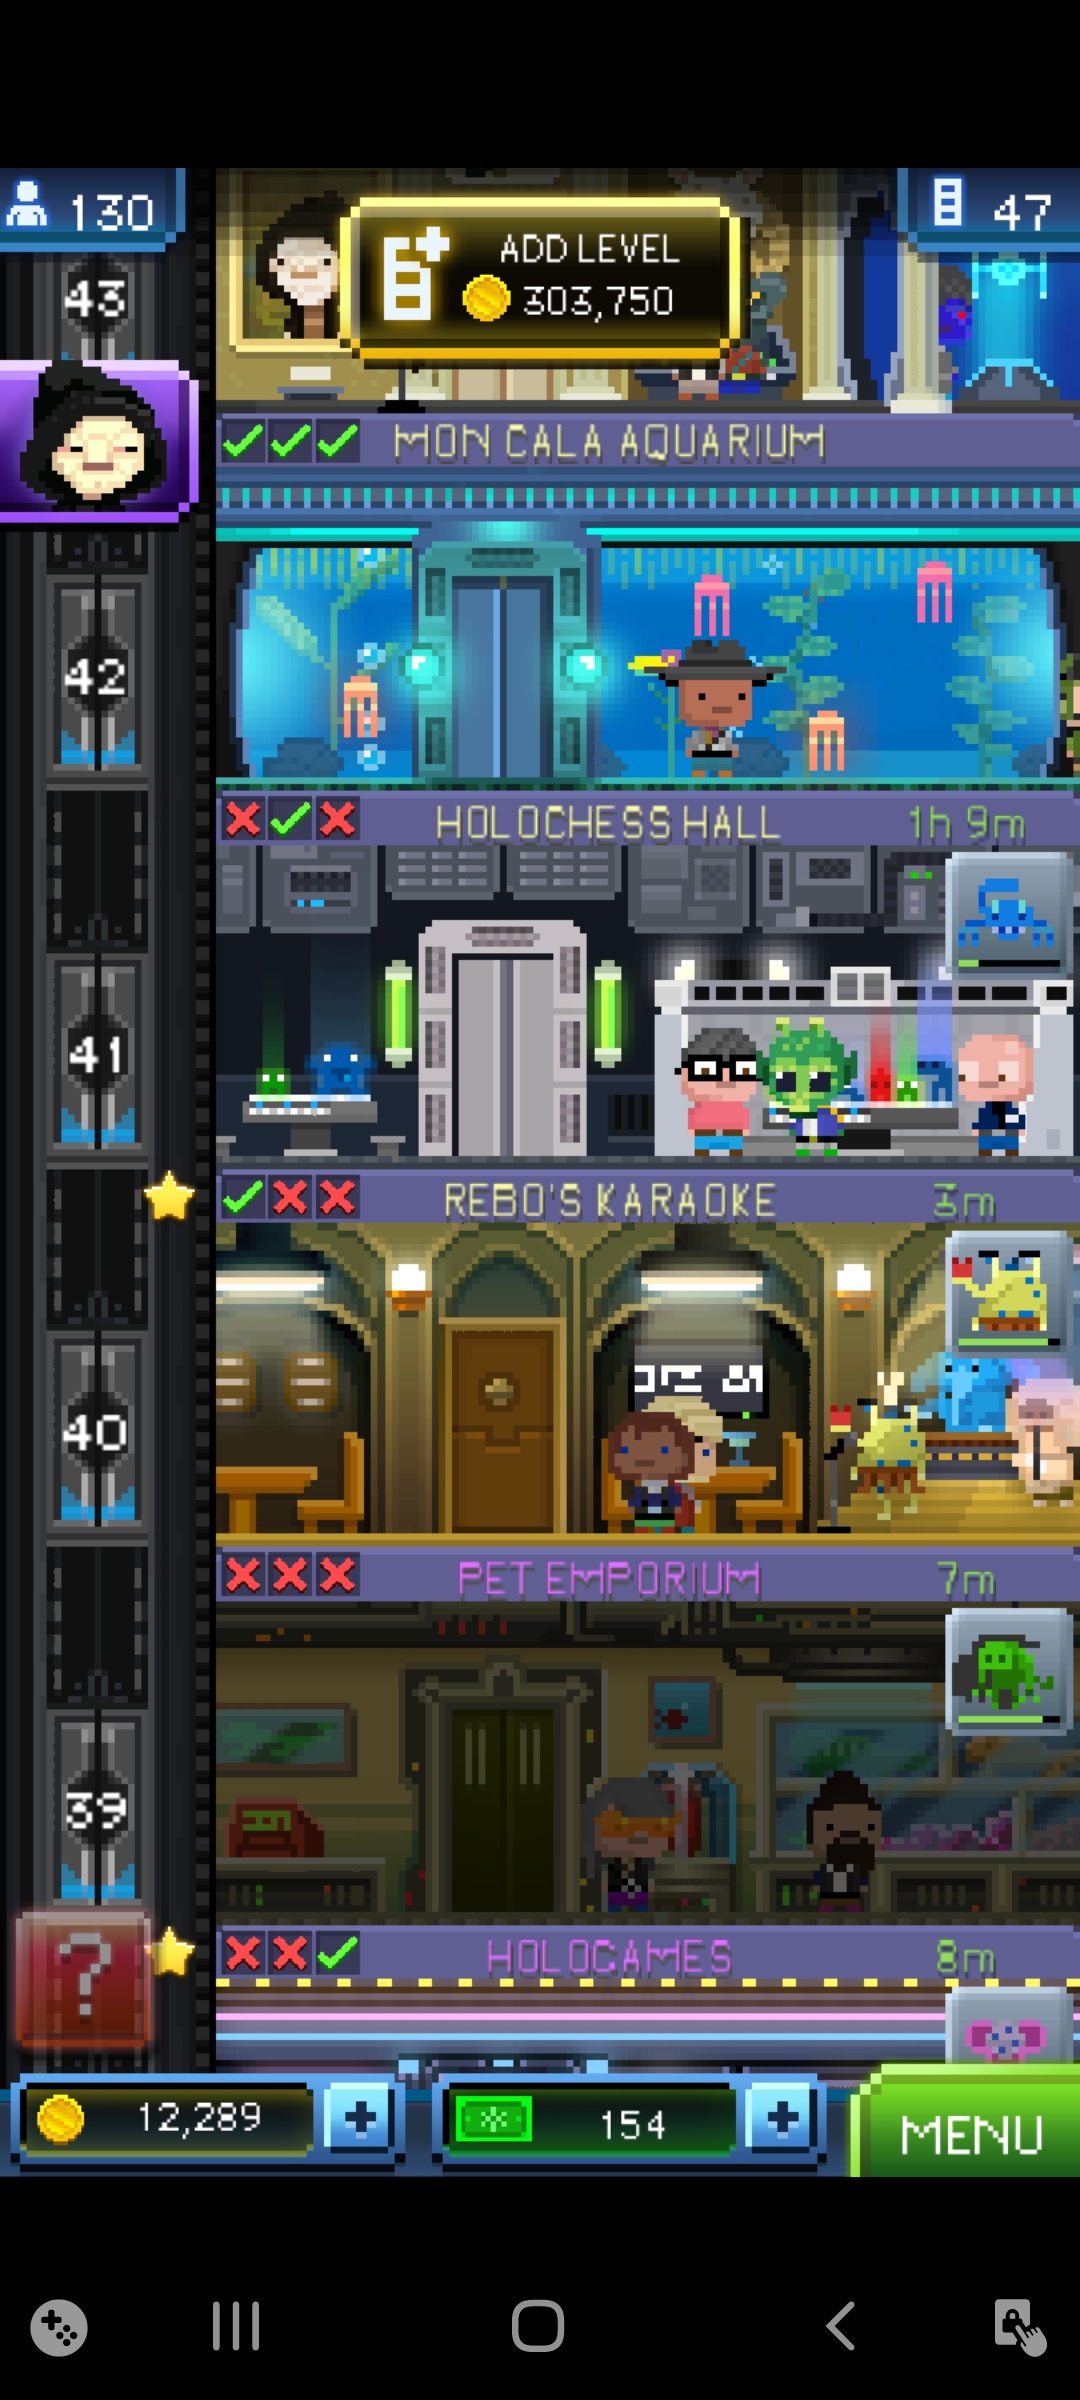 130
47
ADD LEVEL
303,750
43
MON CALA AQUARIUM
42
HOLOCHESS HALL
1h 9m
41
REBO'S KARAOKE
3m
40
PET EMPORIUM
7m
39
?
HOLOGAMES
8m
12,289
+
154
+
MENU